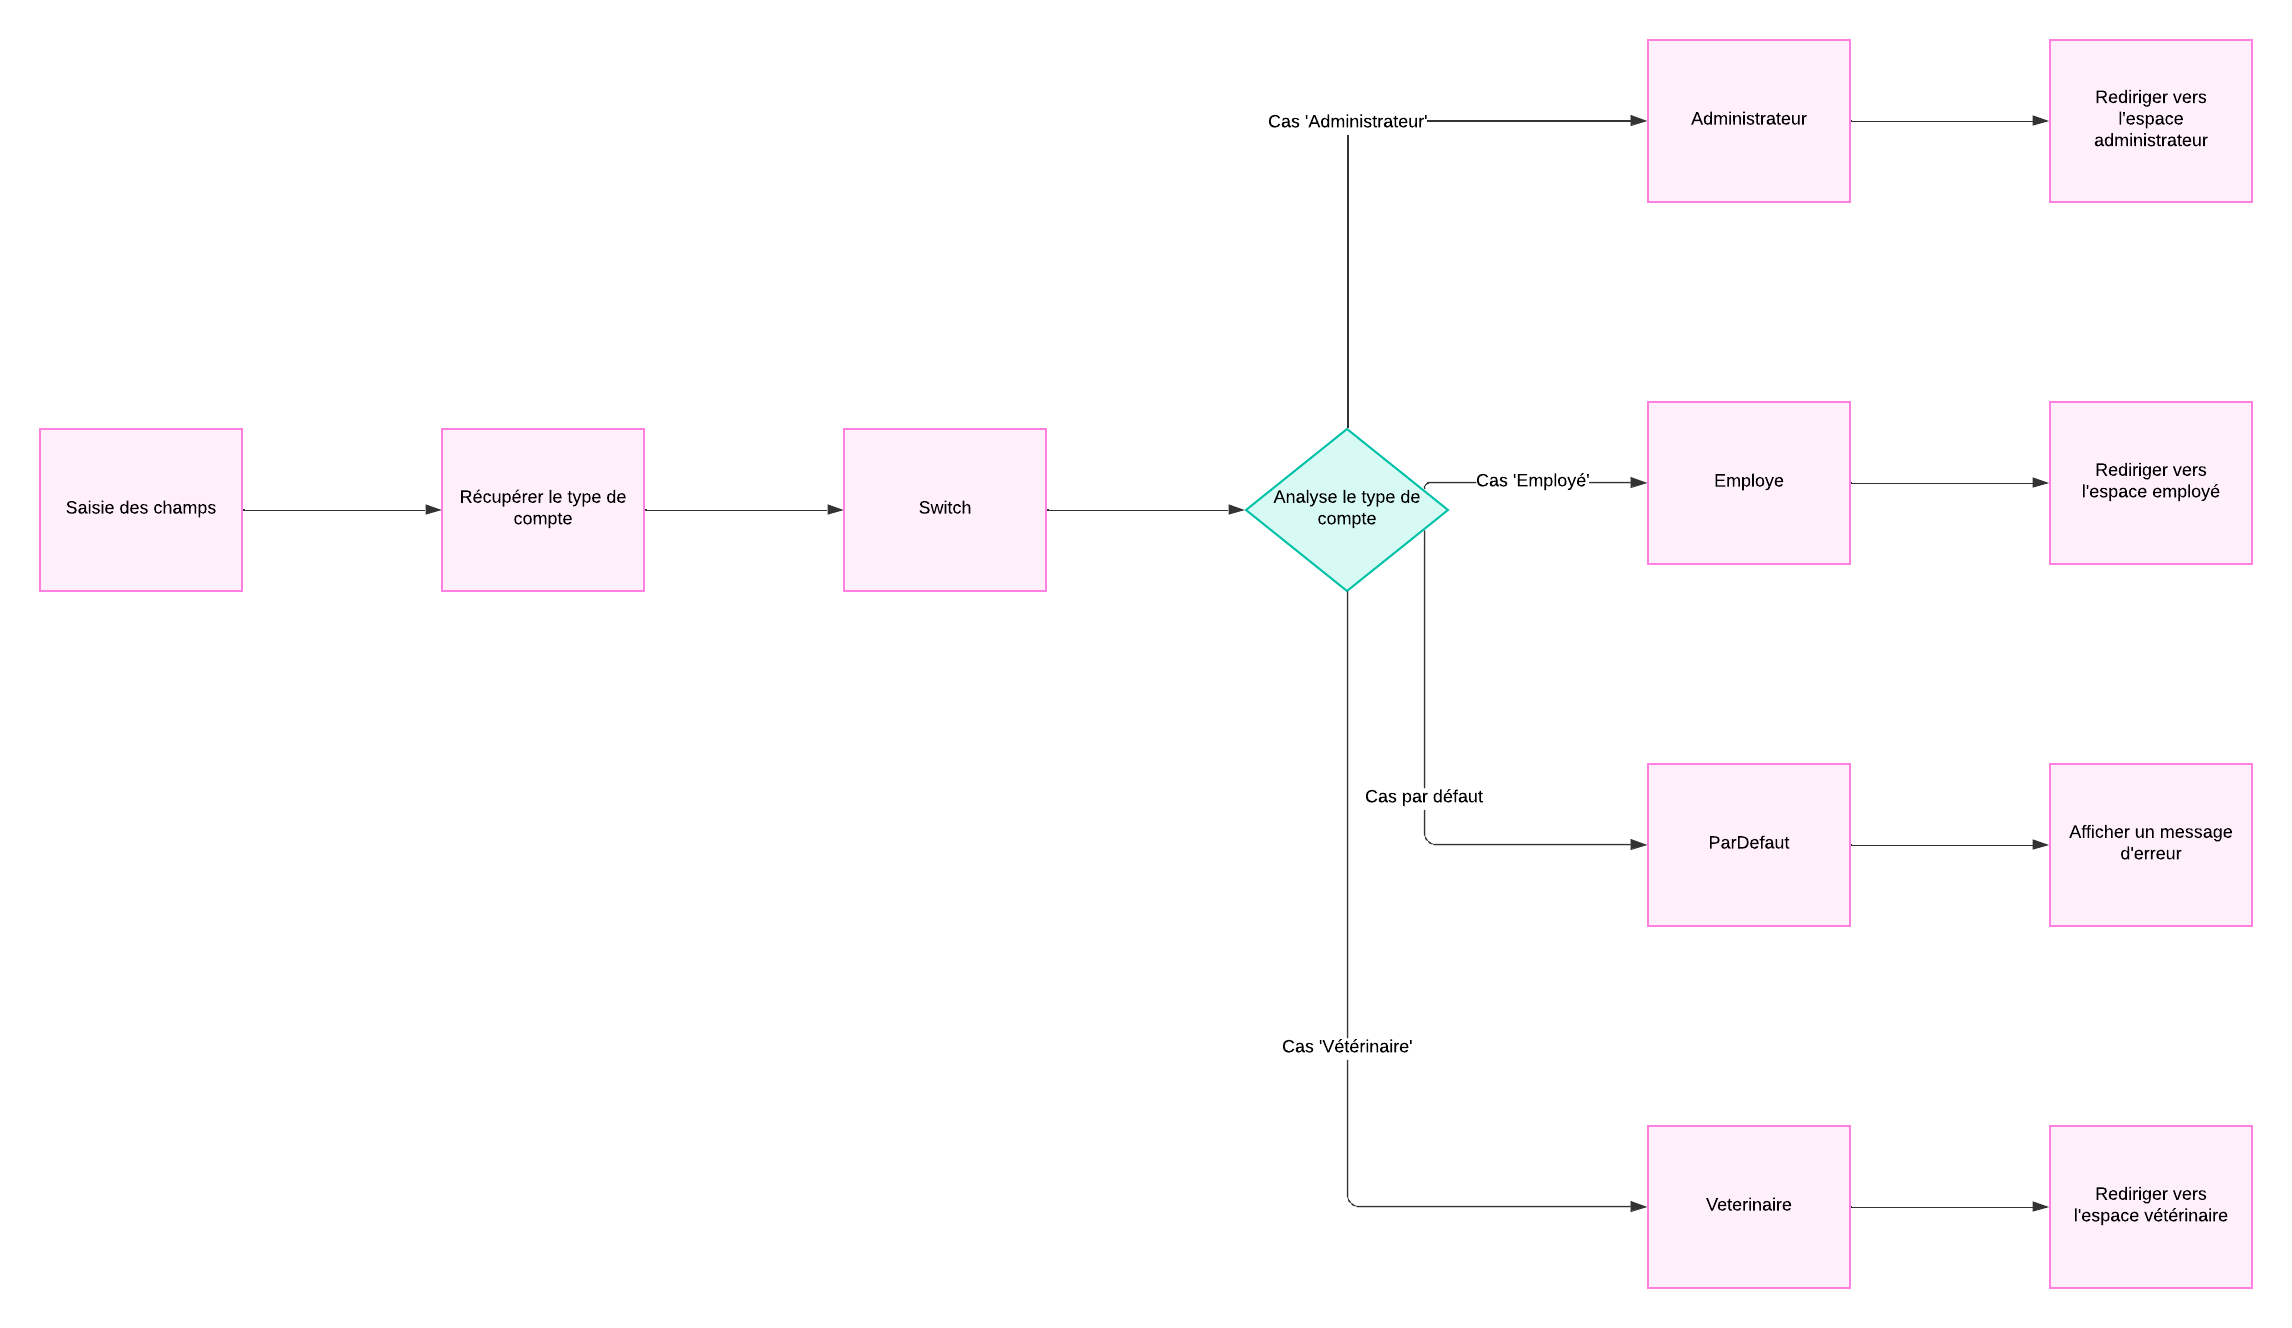 Cas 'Administrateur'
Administrateur
Rediriger vers
l'espace
administrateur
Saisie des champs
Récupérer le type de
compte
Switch
Analyse le type de
compte
Cas 'Employé'
Employe
Rediriger vers
l'espace employé
Cas par défaut
ParDefaut
Afficher un message
d'erreur
Cas 'Vétérinaire'
Veterinaire
Rediriger vers
l'espace vétérinaire